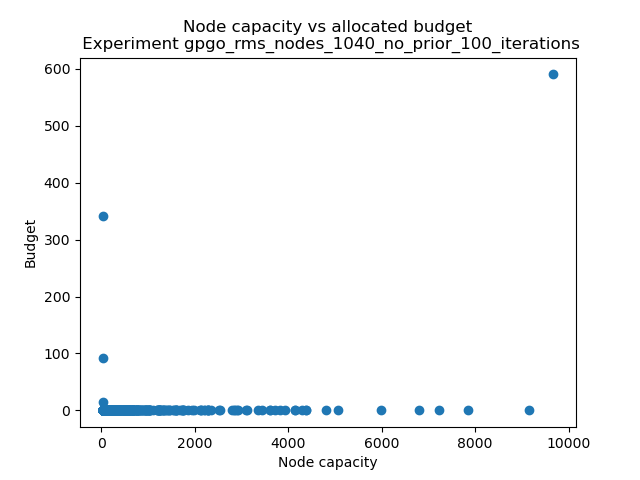 Node capacity vs allocated budget
Experiment gpgo_rms_nodes_1040_no_prior_100_iterations
600
500
400
300
200
100
0
Budget
0 2000 4000 6000 8000 10000
Node capacity